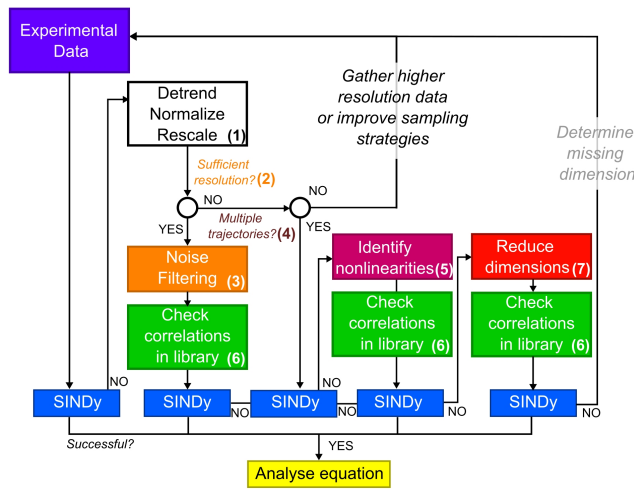 Experimental
Data
Detrend
Normalize
Rescale
(1)
Gather higher
resolution data
or improve sampling
strategies
Determine
missing
dimension
Sufficient
resolution? (2)
NO
NO
Multiple
trajectories? (4)
YES
YES
Noise
Filtering (3)
Identify
nonlinearities (5)
Reduce
dimensions (7)
Check
correlations
in library (6)
Check
correlations
in library (6)
Check
correlations
in library (6)
NO
NO
NO
NO
NO
NO
SINDy
SINDy
SINDy
SINDy
SINDy
Successful?
YES
Analyse equation